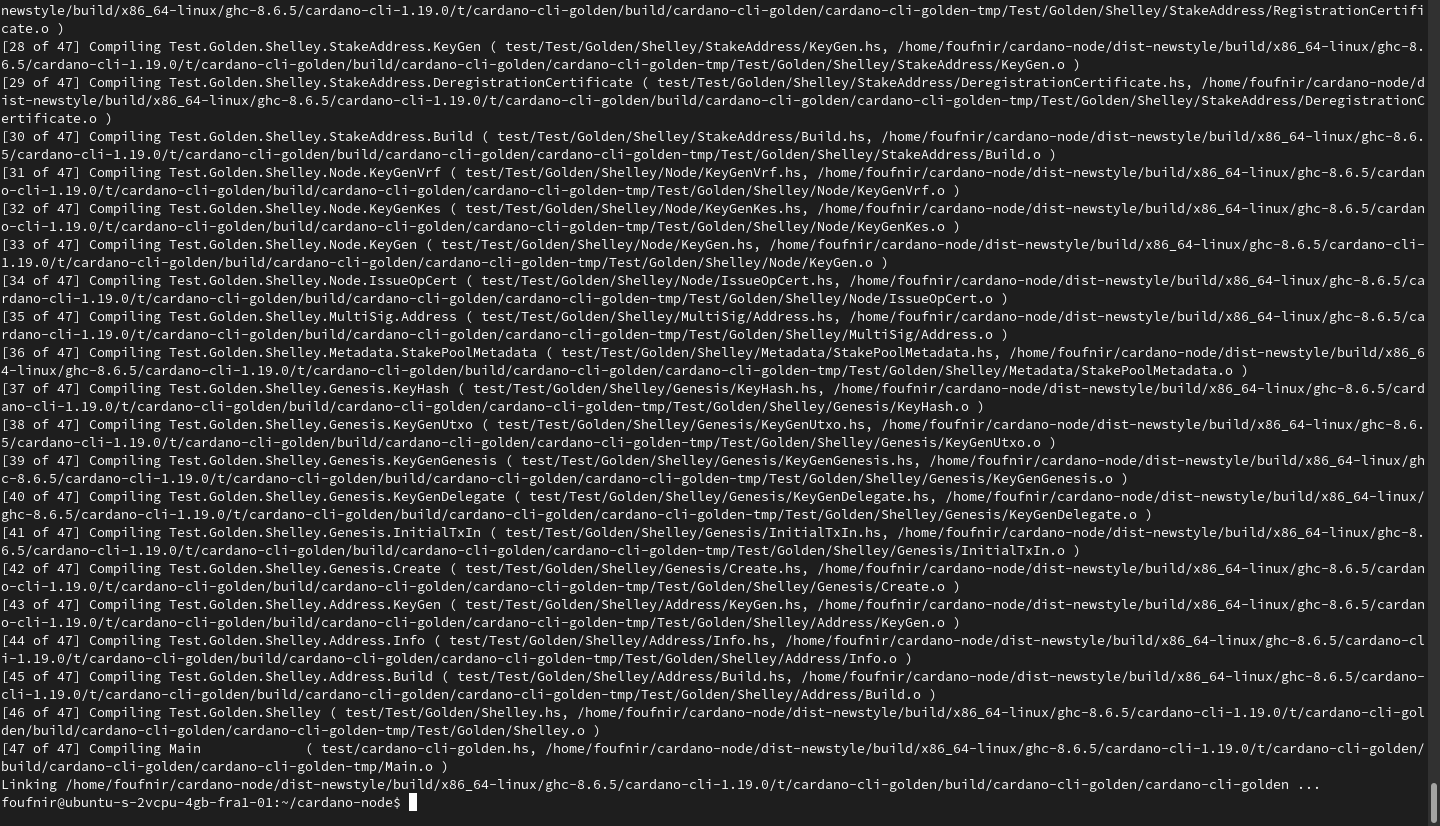 newstyle/build/x86_64-linux/ghc-8.6.5/cardano-cli-1.19.0/t/cardano-cli-golden/build/cardano-cli-golden/cardano-cli-golden-tmp/Test/Golden/Shelley/StakeAddress/RegistrationCertifi
cate.o )
[28 of 47] Compiling Test.Golden.Shelley.StakeAddress.KeyGen ( test/Test/Golden/Shelley/StakeAddress/KeyGen.hs, /home/foufnir/cardano-node/dist-newstyle/build/x86_64-linux/ghc-8.
6.5/cardano-cli-1.19.0/t/cardano-cli-golden/build/cardano-cli-golden/cardano-cli-golden-tmp/Test/Golden/Shelley/StakeAddress/KeyGen.o )
[29 of 47] Compiling Test.Golden.Shelley.StakeAddress.DeregistrationCertificate ( test/Test/Golden/Shelley/StakeAddress/DeregistrationCertificate.hs, /home/foufnir/cardano-node/d
ist-newstyle/build/x86_64-linux/ghc-8.6.5/cardano-cli-1.19.0/t/cardano-cli-golden/build/cardano-cli-golden/cardano-cli-golden-tmp/Test/Golden/Shelley/StakeAddress/DeregistrationC
ertificate.o )
[30 of 47] Compiling Test.Golden.Shelley.StakeAddress.Build ( test/Test/Golden/Shelley/StakeAddress/Build.hs, /home/foufnir/cardano-node/dist-newstyle/build/x86_64-linux/ghc-8.6.
5/cardano-cli-1.19.0/t/cardano-cli-golden/build/cardano-cli-golden/cardano-cli-golden-tmp/Test/Golden/Shelley/StakeAddress/Build.o )
[31 of 47] Compiling Test.Golden.Shelley.Node.KeyGenVrf ( test/Test/Golden/Shelley/Node/KeyGenVrf.hs, /home/foufnir/cardano-node/dist-newstyle/build/x86_64-linux/ghc-8.6.5/cardan
o-cli-1.19.0/t/cardano-cli-golden/build/cardano-cli-golden/cardano-cli-golden-tmp/Test/Golden/Shelley/Node/KeyGenVrf.o )
[32 of 47] Compiling Test.Golden.Shelley.Node.KeyGenKes ( test/Test/Golden/Shelley/Node/KeyGenKes.hs, /home/foufnir/cardano-node/dist-newstyle/build/x86_64-linux/ghc-8.6.5/cardan
o-cli-1.19.0/t/cardano-cli-golden/build/cardano-cli-golden/cardano-cli-golden-tmp/Test/Golden/Shelley/Node/KeyGenKes.o )
[33 of 47] Compiling Test.Golden.Shelley.Node.KeyGen ( test/Test/Golden/Shelley/Node/KeyGen.hs, /home/foufnir/cardano-node/dist-newstyle/build/x86_64-linux/ghc-8.6.5/cardano-cli-
1.19.0/t/cardano-cli-golden/build/cardano-cli-golden/cardano-cli-golden-tmp/Test/Golden/Shelley/Node/KeyGen.o )
[34 of 47] Compiling Test.Golden.Shelley.Node.IssueOpCert ( test/Test/Golden/Shelley/Node/IssueOpCert.hs, /home/foufnir/cardano-node/dist-newstyle/build/x86_64-linux/ghc-8.6.5/ca
rdano-cli-1.19.0/t/cardano-cli-golden/build/cardano-cli-golden/cardano-cli-golden-tmp/Test/Golden/Shelley/Node/IssueOpCert.o )
[35 of 47] Compiling Test.Golden.Shelley.MultiSig.Address ( test/Test/Golden/Shelley/MultiSig/Address.hs, /home/foufnir/cardano-node/dist-newstyle/build/x86_64-linux/ghc-8.6.5/ca
rdano-cli-1.19.0/t/cardano-cli-golden/build/cardano-cli-golden/cardano-cli-golden-tmp/Test/Golden/Shelley/MultiSig/Address.o )
[36 of 47] Compiling Test.Golden.Shelley.Metadata.StakePoolMetadata ( test/Test/Golden/Shelley/Metadata/StakePoolMetadata.hs, /home/foufnir/cardano-node/dist-newstyle/build/x86_6
4-linux/ghc-8.6.5/cardano-cli-1.19.0/t/cardano-cli-golden/build/cardano-cli-golden/cardano-cli-golden-tmp/Test/Golden/Shelley/Metadata/StakePoolMetadata.o )
[37 of 47] Compiling Test.Golden.Shelley.Genesis.KeyHash ( test/Test/Golden/Shelley/Genesis/KeyHash.hs, /home/foufnir/cardano-node/dist-newstyle/build/x86_64-linux/ghc-8.6.5/card
ano-cli-1.19.0/t/cardano-cli-golden/build/cardano-cli-golden/cardano-cli-golden-tmp/Test/Golden/Shelley/Genesis/KeyHash.o )
[38 of 47] Compiling Test.Golden.Shelley.Genesis.KeyGenUtxo ( test/Test/Golden/Shelley/Genesis/KeyGenUtxo.hs, /home/foufnir/cardano-node/dist-newstyle/build/x86_64-linux/ghc-8.6.
5/cardano-cli-1.19.0/t/cardano-cli-golden/build/cardano-cli-golden/cardano-cli-golden-tmp/Test/Golden/Shelley/Genesis/KeyGenUtxo.o )
[39 of 47] Compiling Test.Golden.Shelley.Genesis.KeyGenGenesis ( test/Test/Golden/Shelley/Genesis/KeyGenGenesis.hs, /home/foufnir/cardano-node/dist-newstyle/build/x86_64-linux/gh
c-8.6.5/cardano-cli-1.19.0/t/cardano-cli-golden/build/cardano-cli-golden/cardano-cli-golden-tmp/Test/Golden/Shelley/Genesis/KeyGenGenesis.o )
[40 of 47] Compiling Test.Golden.Shelley.Genesis.KeyGenDelegate ( test/Test/Golden/Shelley/Genesis/KeyGenDelegate.hs, /home/foufnir/cardano-node/dist-newstyle/build/x86_64-linux/
ghc-8.6.5/cardano-cli-1.19.0/t/cardano-cli-golden/build/cardano-cli-golden/cardano-cli-golden-tmp/Test/Golden/Shelley/Genesis/KeyGenDelegate.o )
[41 of 47] Compiling Test.Golden.Shelley.Genesis.InitialTxIn ( test/Test/Golden/Shelley/Genesis/InitialTxIn.hs, /home/foufnir/cardano-node/dist-newstyle/build/x86_64-linux/ghc-8.
6.5/cardano-cli-1.19.0/t/cardano-cli-golden/build/cardano-cli-golden/cardano-cli-golden-tmp/Test/Golden/Shelley/Genesis/InitialTxIn.o )
[42 of 47] Compiling Test.Golden.Shelley.Genesis.Create ( test/Test/Golden/Shelley/Genesis/Create.hs, /home/foufnir/cardano-node/dist-newstyle/build/x86_64-linux/ghc-8.6.5/cardan
o-cli-1.19.0/t/cardano-cli-golden/build/cardano-cli-golden/cardano-cli-golden-tmp/Test/Golden/Shelley/Genesis/Create.o )
[43 of 47] Compiling Test.Golden.Shelley.Address.KeyGen ( test/Test/Golden/Shelley/Address/KeyGen.hs, /home/foufnir/cardano-node/dist-newstyle/build/x86_64-linux/ghc-8.6.5/cardan
o-cli-1.19.0/t/cardano-cli-golden/build/cardano-cli-golden/cardano-cli-golden-tmp/Test/Golden/Shelley/Address/KeyGen.o )
[44 of 47] Compiling Test.Golden.Shelley.Address.Info ( test/Test/Golden/Shelley/Address/Info.hs, /home/foufnir/cardano-node/dist-newstyle/build/x86_64-linux/ghc-8.6.5/cardano-cl
i-1.19.0/t/cardano-cli-golden/build/cardano-cli-golden/cardano-cli-golden-tmp/Test/Golden/Shelley/Address/Info.o )
[45 of 47] Compiling Test.Golden.Shelley.Address.Build ( test/Test/Golden/Shelley/Address/Build.hs, /home/foufnir/cardano-node/dist-newstyle/build/x86_64-linux/ghc-8.6.5/cardano-
cli-1.19.0/t/cardano-cli-golden/build/cardano-cli-golden/cardano-cli-golden-tmp/Test/Golden/Shelley/Address/Build.o )
[46 of 47] Compiling Test.Golden.Shelley ( test/Test/Golden/Shelley.hs, /home/foufnir/cardano-node/dist-newstyle/build/x86_64-linux/ghc-8.6.5/cardano-cli-1.19.0/t/cardano-cli-gol
den/build/cardano-cli-golden/cardano-cli-golden-tmp/Test/Golden/Shelley.o )
[47 of 47] Compiling Main             ( test/cardano-cli-golden.hs, /home/foufnir/cardano-node/dist-newstyle/build/x86_64-linux/ghc-8.6.5/cardano-cli-1.19.0/t/cardano-cli-golden/
build/cardano-cli-golden/cardano-cli-golden-tmp/Main.o )
Linking /home/foufnir/cardano-node/dist-newstyle/build/x86_64-linux/ghc-8.6.5/cardano-cli-1.19.0/t/cardano-cli-golden/build/cardano-cli-golden/cardano-cli-golden ...
foufnir@ubuntu-s-2vcpu-4gb-fra1-01:~/cardano-node$